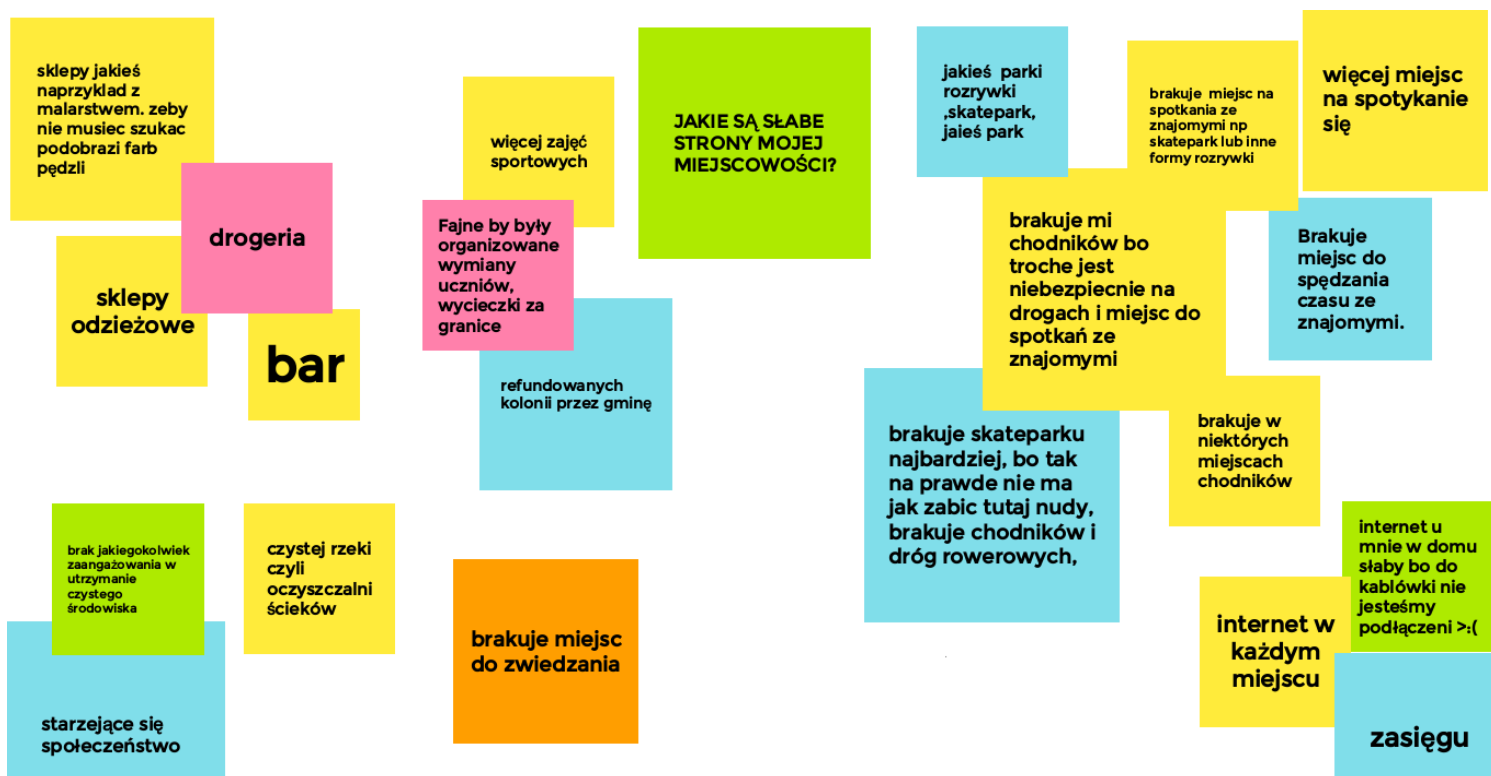 sklepy jakieś
naprzyklad z
malarstwem. zeby
nie musiec szukac
podobrazi farb
pędzli
drogeria
sklepy
odzieżowe
bar
więcej zajęć
sportowych
Fajne by były
organizowane
wymiany
uczniów,
wycieczki za
granice
refundowanych
kolonii przez gminę
JAKIE SĄ SŁABE
STRONY MOJEJ
MIEJSCOWOŚCI?
jakieś parki
rozrywki
,skatepark,
jaieś park
brakuje miejsc na
spotkania ze
znajomymi np
skatepark lub inne
formy rozrywki
więcej miejsc
na spotykanie
się
brakuje mi
chodników bo
troche jest
niebezpiecnie na
drogach i miejsc do
spotkań ze
znajomymi
Brakuje
miejsc do
spędzania
czasu ze
znajomymi.
brakuje skateparku
najbardziej, bo tak
na prawde nie ma
jak zabic tutaj nudy,
brakuje chodników i
dróg rowerowych,
brakuje w
niektórych
miejscach
chodników
brak jakiegokolwiek
zaangażowania w
utrzymanie
czystego
środowiska
czystej rzeki
czyli
oczyszczalni
ścieków
starzejące się
społeczeństwo
brakuje miejsc
do zwiedzania
internet u
mnie w domu
słaby bo do
kablówki nie
jesteśmy
podłączeni >:(
internet w
każdym
miejscu
zasięgu